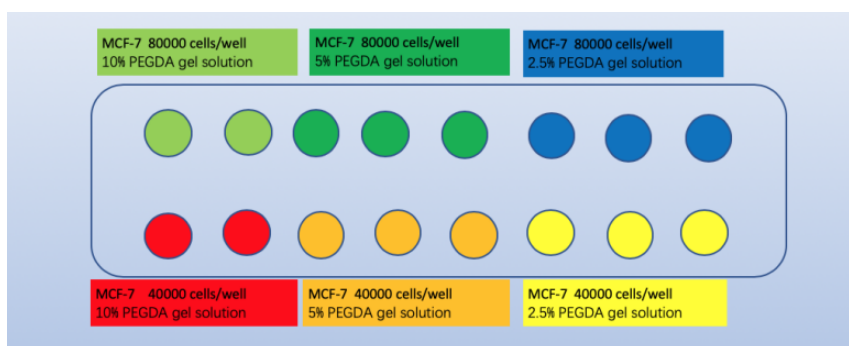 MCF-7 80000 cells/well
10% PEGDA gel solution
MCF-7 80000 cells/well
5% PEGDA gel solution
MCF-7 80000 cells/well
2.5% PEGDA gel solution
MCF-7 40000 cells/well
10% PEGDA gel solution
MCF-7 40000 cells/well
5% PEGDA gel solution
MCF-7 40000 cells/well
2.5% PEGDA gel solution